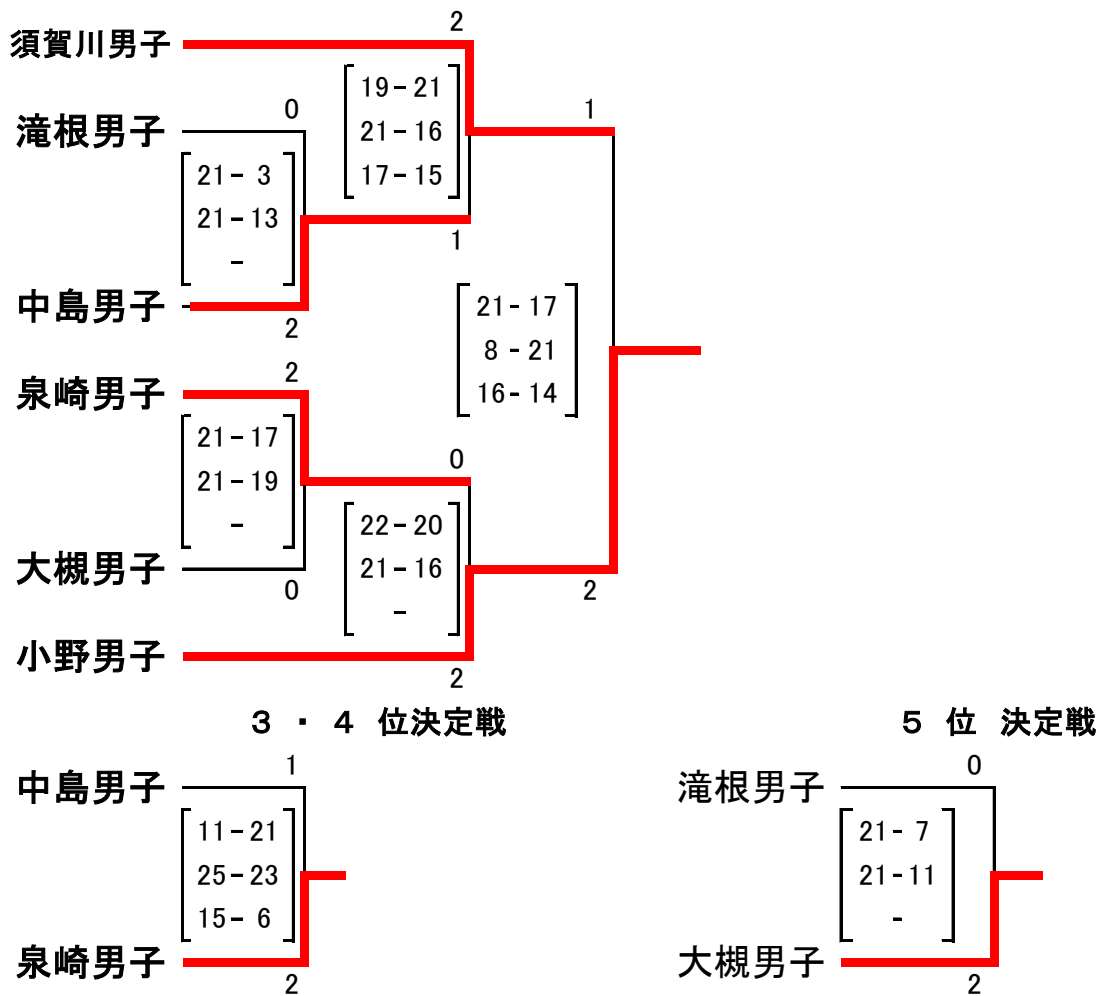 2
須賀川男子
19-21
0
1
滝根男子
21-16
21- 3
17-15
21-13
-
1
中島男子
21-17
2
8 -21
2
泉崎男子
16-14
21-17
0
21-19
-
22-20
大槻男子
21-16
0
2
-
小野男子
2
3 ・ 4 位決定戦
5 位 決定戦
1
0
中島男子
滝根男子
11-21
21- 7
25-23
21-11
15- 6
-
泉崎男子
大槻男子
2
2